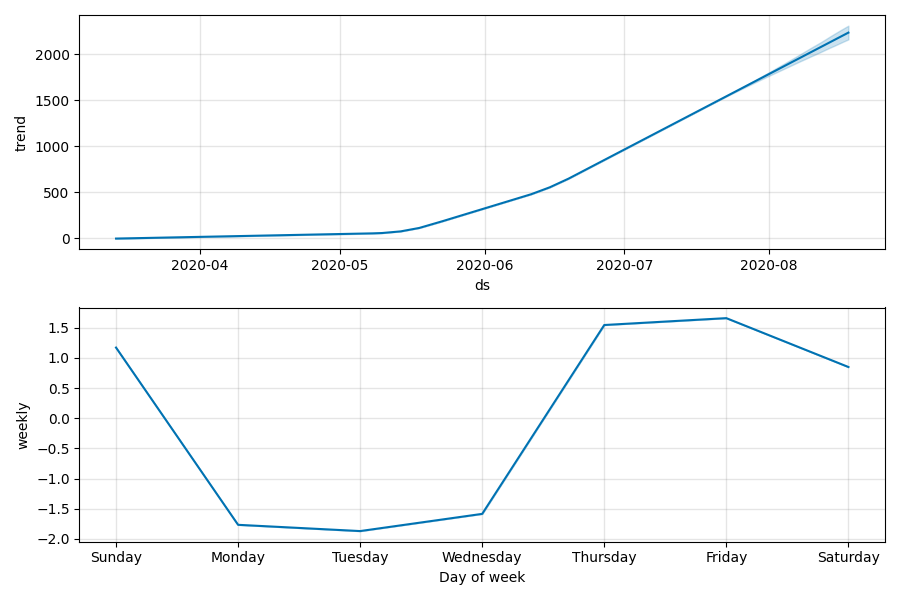 2000
1500
1000
500
0
trend
2020-04 2020-05 2020-06 2020-07 2020-08
ds
1.5
1.0
0.5
0.0
−0.5
−1.0
−1.5
−2.0
weekly
Sunday Monday Tuesday Wednesday Thursday Friday Saturday
Day of week